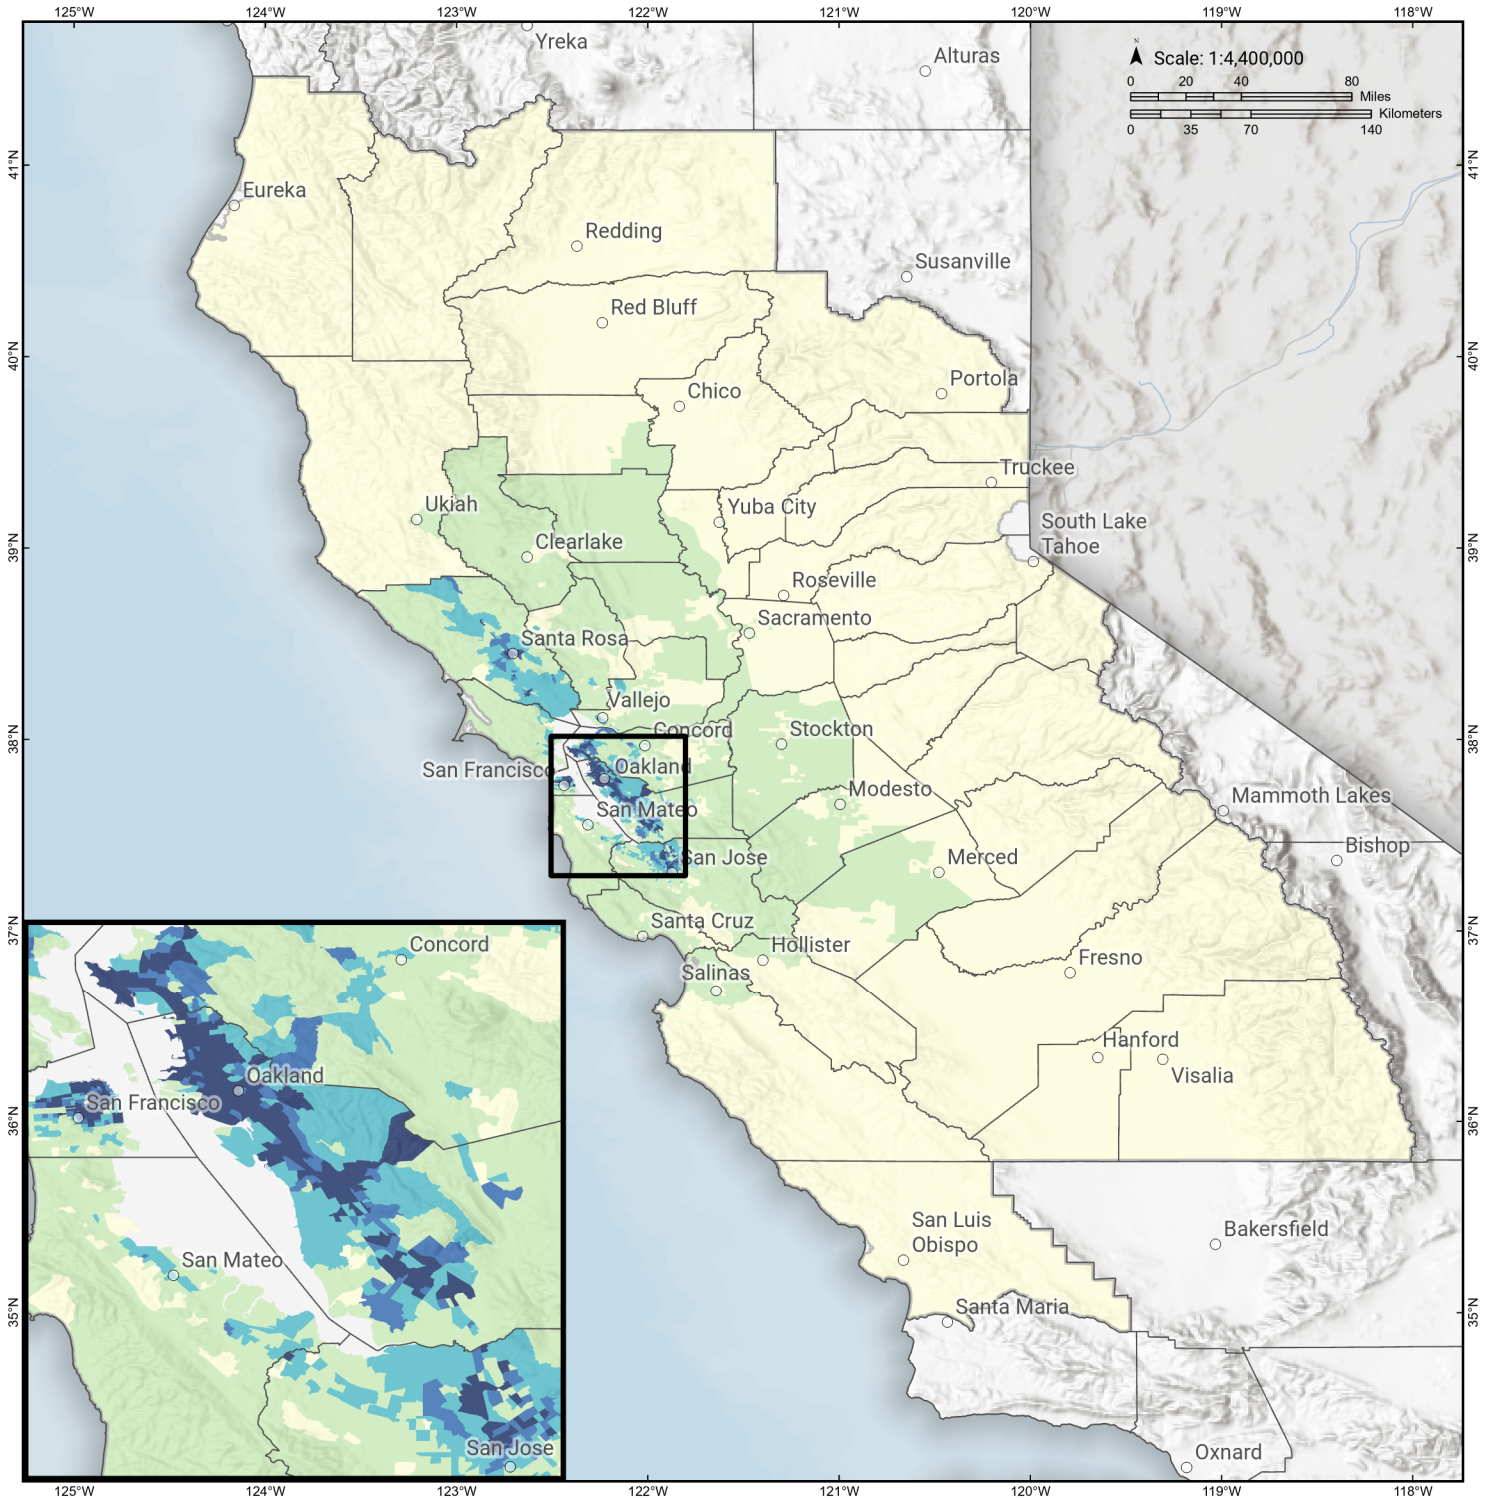 125°W 124°W 123°W 122°W 121°W 120°W 119°W 118°W
N
Scale: 1:4,400,000
0 20 40 80
Miles
Kilometers
0 35 70 140
Yreka
Alturas
41°N
41°N
Eureka
Redding
Susanville
Red Bluff
40°N
40°N
Portola
Chico
Truckee
Ukiah
Yuba City
South Lake
Tahoe
39°N
39°N
Clearlake
Roseville
Sacramento
Santa Rosa
Vallejo
38°N
38°N
Concord
Stockton
San Francisco
Oakland
Modesto
Mammoth Lakes
San Mateo
Bishop
San Jose
Merced
37°N
37°N
Santa Cruz
Hollister
Fresno
Salinas
Concord
Hanford
Visalia
Oakland
San Francisco
36°N
36°N
San Luis
Obispo
Bakersfield
San Mateo
35°N
35°N
Santa Maria
San Jose
Oxnard
125°W 124°W 123°W 122°W 121°W 120°W 119°W 118°W